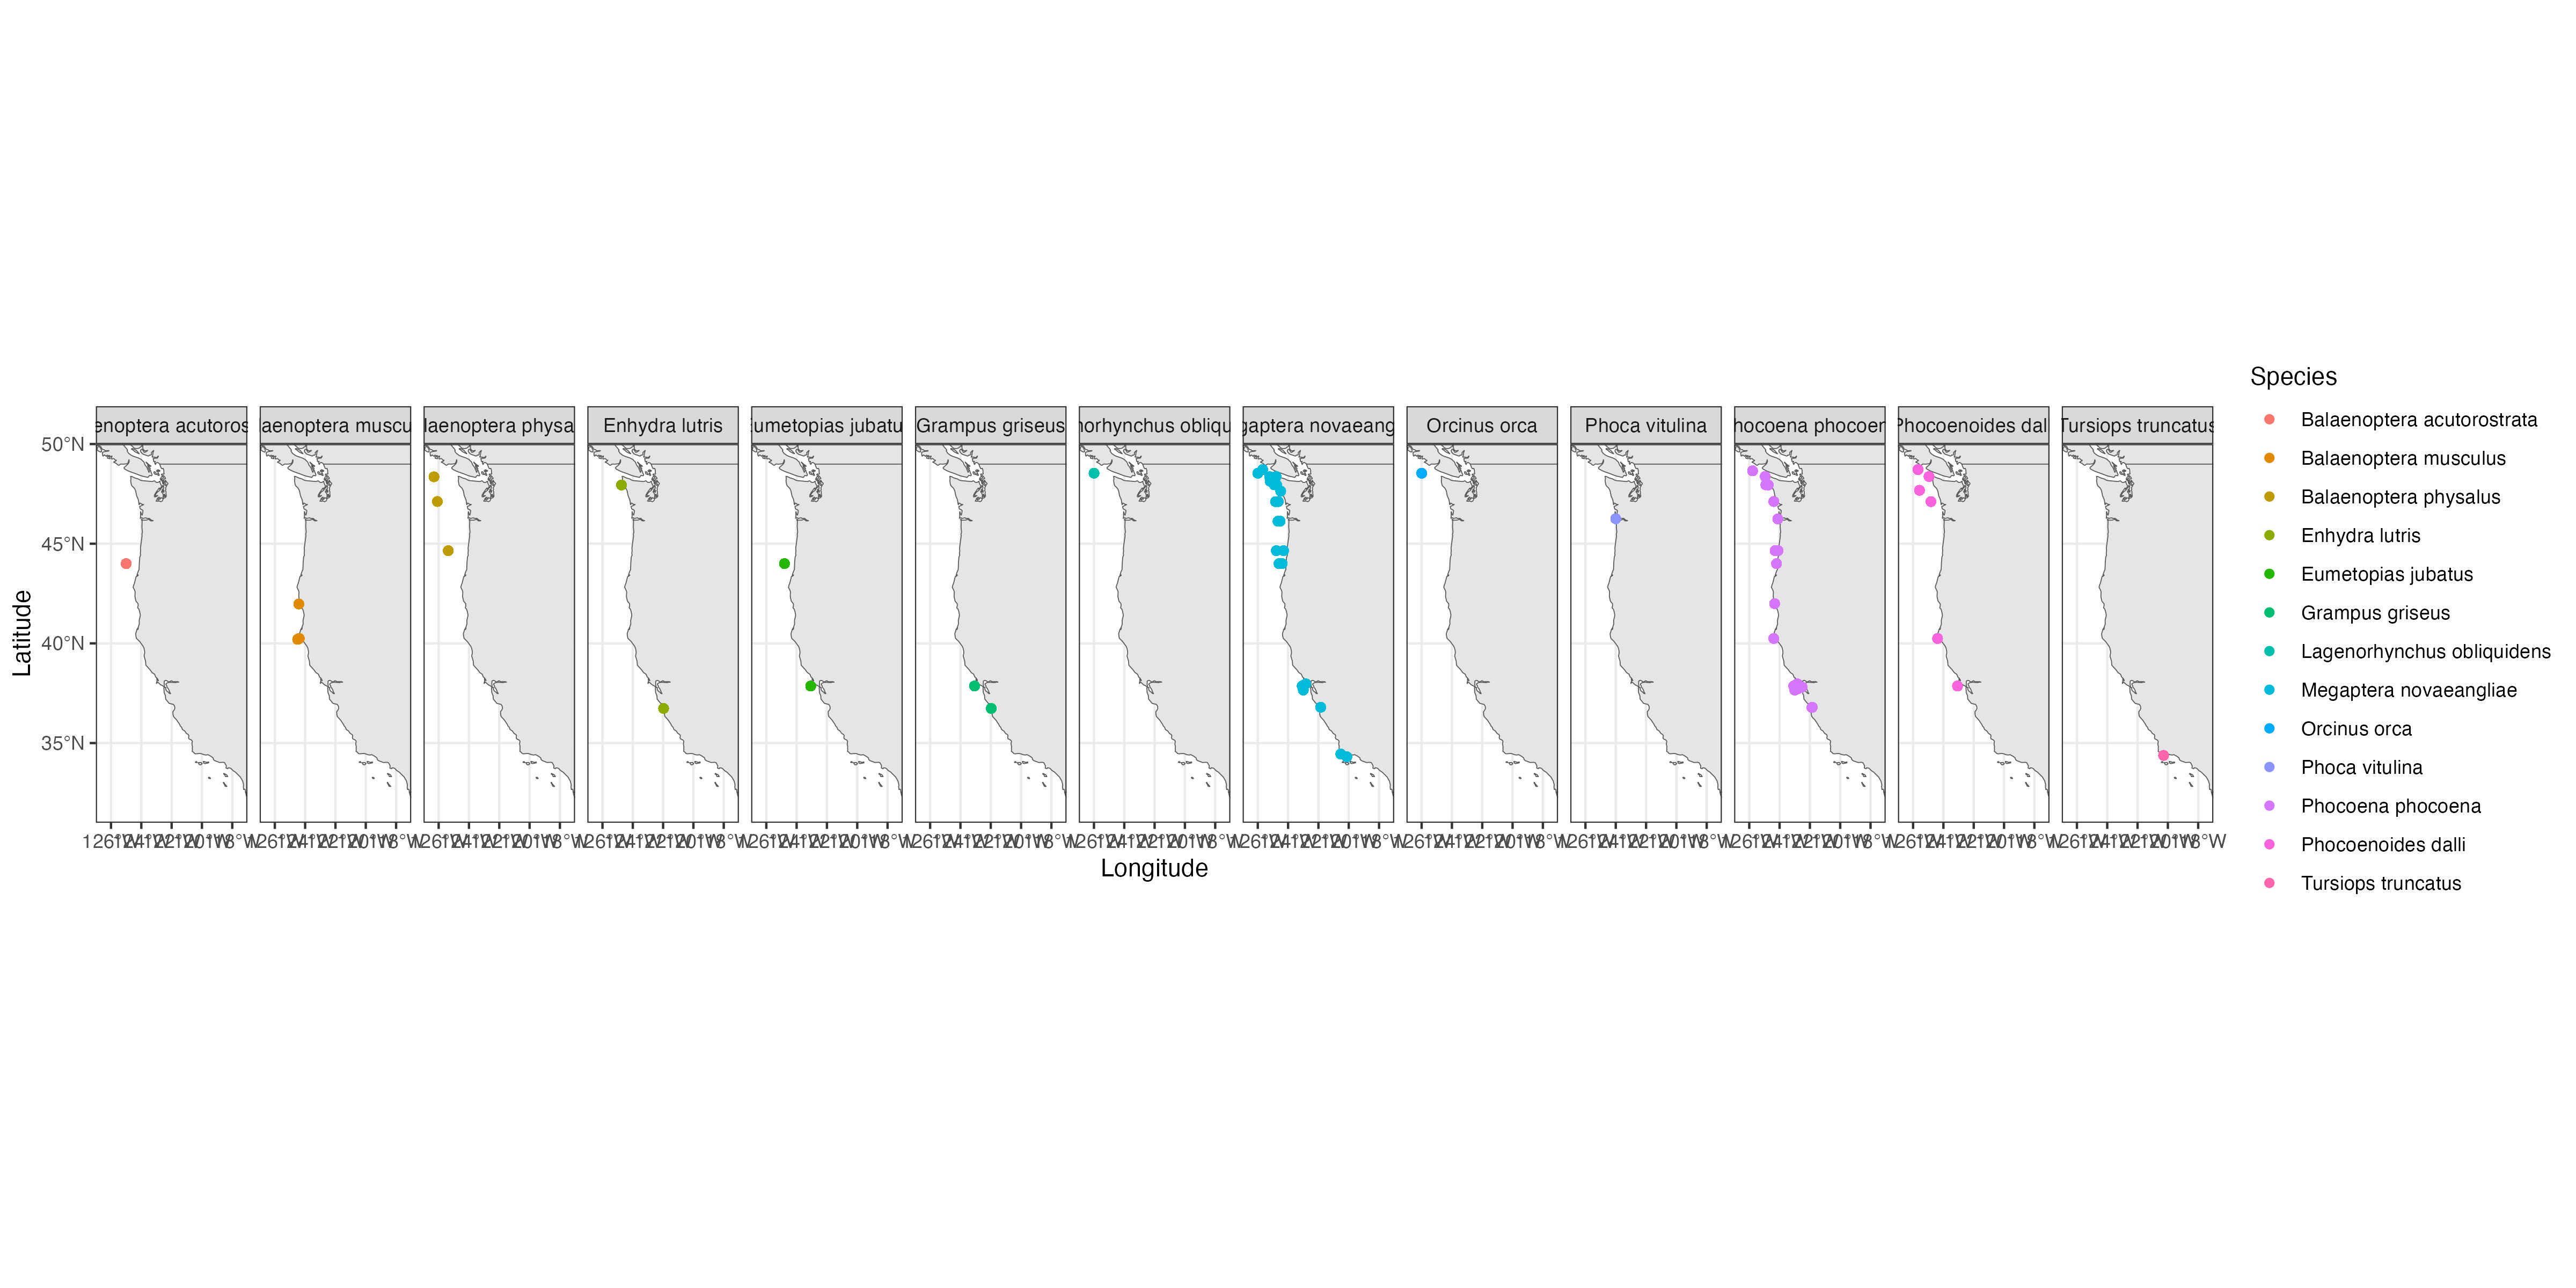 Species
enoptera acutoros
aenoptera muscu
laenoptera physa
Enhydra lutris
umetopias jubatu
Grampus griseus
norhynchus obliqu
gaptera novaeang
Orcinus orca
Phoca vitulina
hocoena phocoen
Phocoenoides dal
Tursiops truncatus
50°N
45°N
40°N
35°N
Latitude
Longitude
Balaenoptera acutorostrata
Balaenoptera musculus
Balaenoptera physalus
Enhydra lutris
Eumetopias jubatus
Grampus griseus
Lagenorhynchus obliquidens
Megaptera novaeangliae
Orcinus orca
Phoca vitulina
Phocoena phocoena
Phocoenoides dalli
Tursiops truncatus